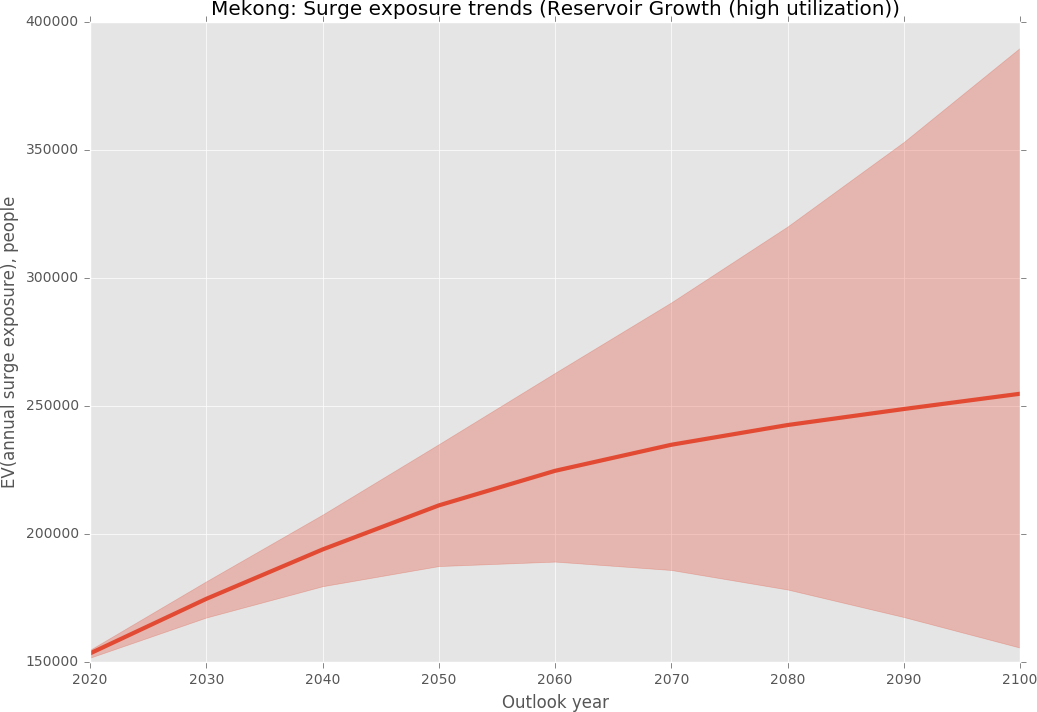 Mekong: Surge exposure trends (Reservoir Growth (high utilization))
EV(annual surge exposure), people
400000
350000
300000
250000
200000
150000
2020 2030 2040 2050 2060 2070 2080 2090 2100
Outlook year